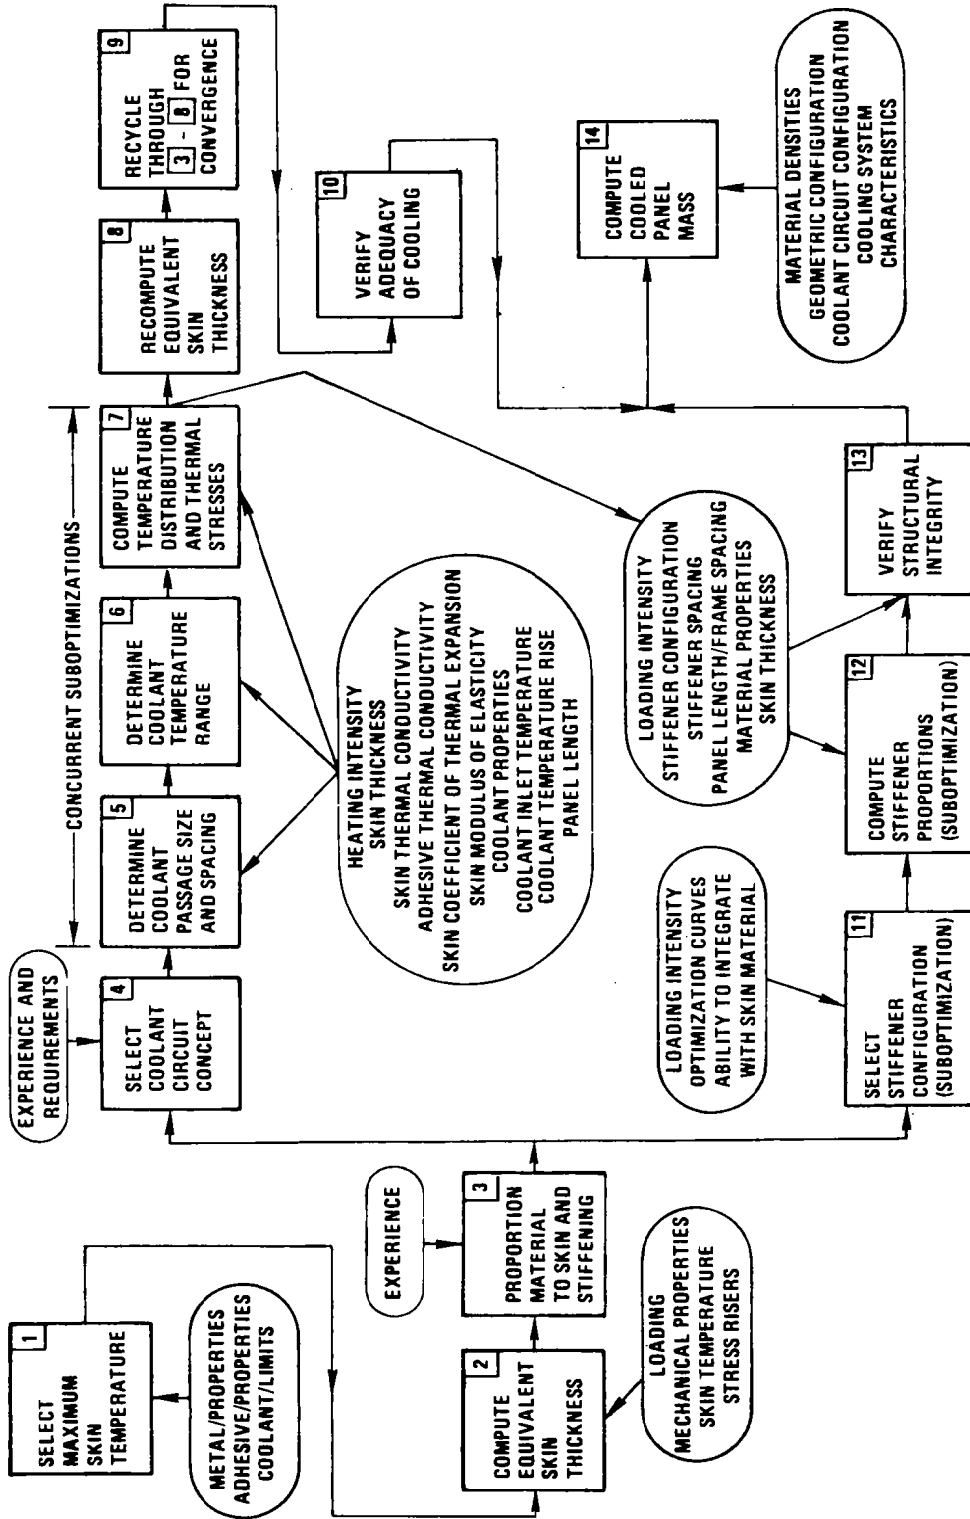 1
SELECT
MAXIMUM
SKIN
TEMPERATURE
METAL/PROPERTIES
ADHESIVE/PROPERTIES
COOLANT/LIMITS
2
COMPUTE
EQUIVALENT
SKIN
THICKNESS
LOADING
MECHANICAL PROPERTIES
SKIN TEMPERATURE
STRESS RISERS
EXPERIENCE
3
PROPORTION
MATERIAL
TO SKIN AND
STIFFENING
EXPERIENCE AND
REQUIREMENTS
4
SELECT
COOLANT
CIRCUIT
CONCEPT
CONCURRENT SUBOPTIMIZATIONS
5
DETERMINE
COOLANT
PASSAGE SIZE
AND SPACING
6
DETERMINE
COOLANT
TEMPERATURE
RANGE
7
COMPUTE
TEMPERATURE
DISTRIBUTION
AND THERMAL
STRESSES
8
RECOMPUTE
EQUIVALENT
SKIN
THICKNESS
9
RECYCLE
THROUGH
3 - 8 FOR
CONVERGENCE
HEATING INTENSITY
SKIN THICKNESS
SKIN THERMAL CONDUCTIVITY
ADHESIVE THERMAL CONDUCTIVITY
SKIN COEFFICIENT OF THERMAL EXPANSION
SKIN MODULUS OF ELASTICITY
COOLANT PROPERTIES
COOLANT INLET TEMPERATURE
COOLANT TEMPERATURE RISE
PANEL LENGTH
10
VERIFY
ADEQUACY
OF COOLING
LOADING INTENSITY
OPTIMIZATION CURVES
ABILITY TO INTEGRATE
WITH SKIN MATERIAL
11
SELECT
STIFFENER
CONFIGURATION
(SUBOPTIMIZATION)
LOADING INTENSITY
STIFFENER CONFIGURATION
STIFFENER SPACING
PANEL LENGTH/FRAME SPACING
MATERIAL PROPERTIES
SKIN THICKNESS
12
COMPUTE
STIFFENER
PROPORTIONS
(SUBOPTIMIZATION)
13
VERIFY
STRUCTURAL
INTEGRITY
14
COMPUTE
COOLED
PANEL
MASS
MATERIAL DENSITIES
GEOMETRIC CONFIGURATION
COOLANT CIRCUIT CONFIGURATION
COOLING SYSTEM
CHARACTERISTICS